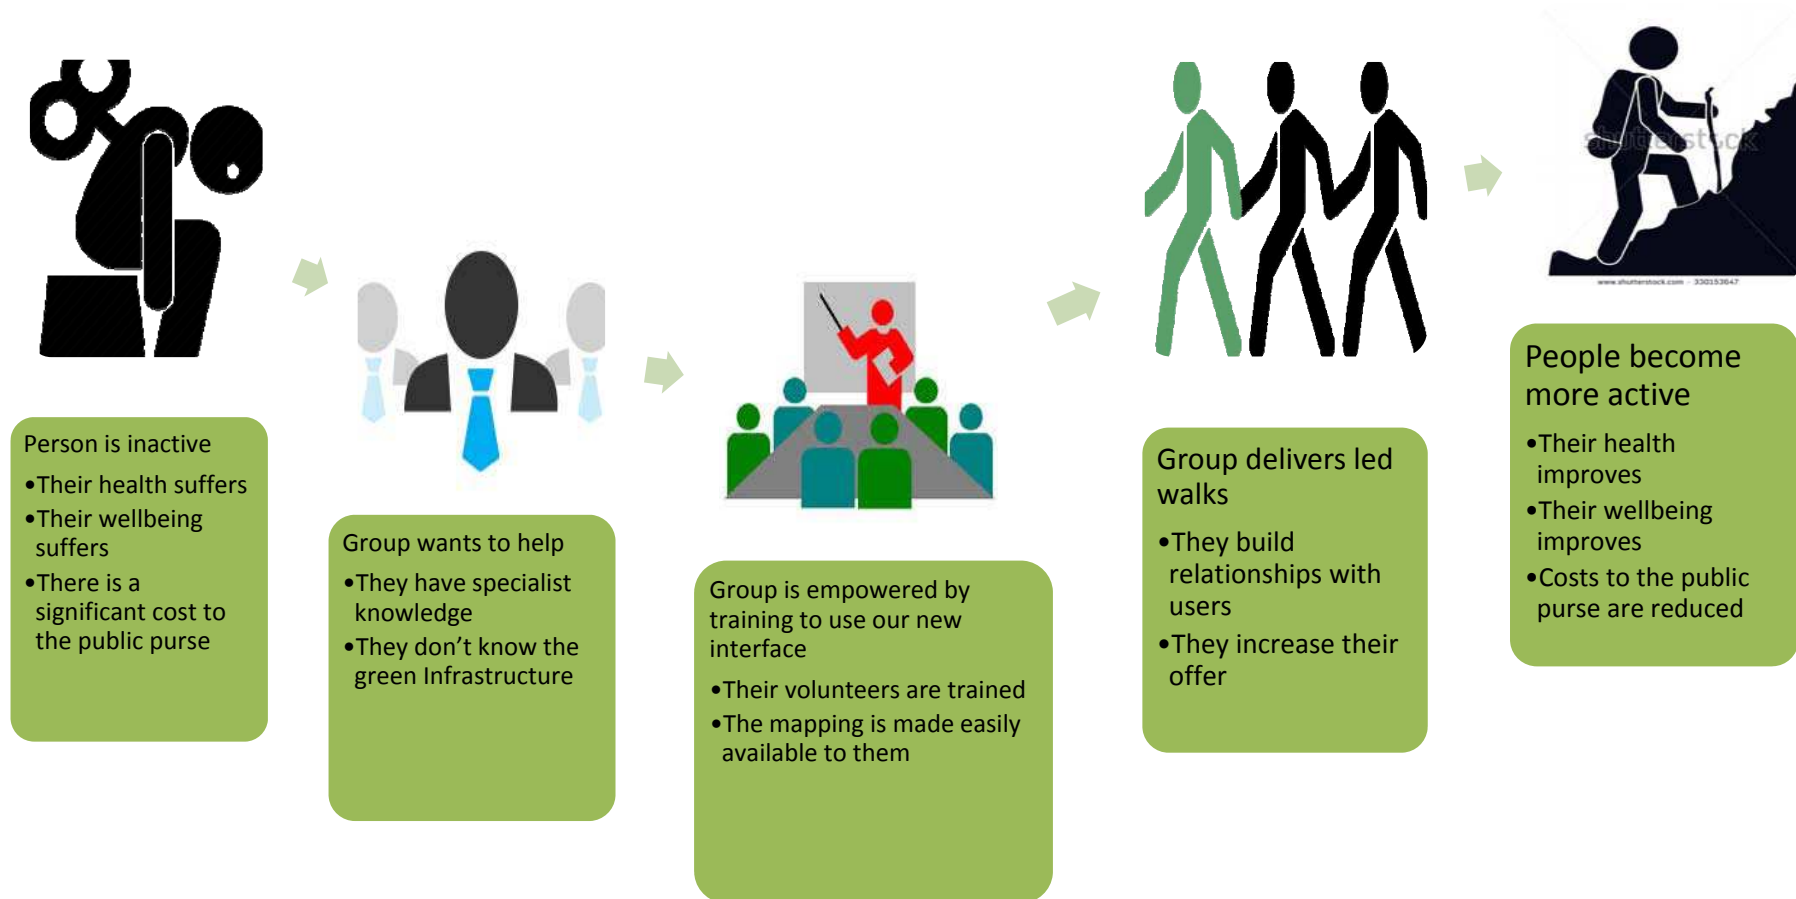 shutterstock
www.shutterstock.com · 330153647
Person is inactive
•Their health suffers
•Their wellbeing
suffers
•There is a
significant cost to
the public purse
Group wants to help
•They have specialist
knowledge
•They don’t know the
green Infrastructure
Group is empowered by
training to use our new
interface
•Their volunteers are trained
•The mapping is made easily
available to them
Group delivers led
walks
•They build
relationships with
users
•They increase their
offer
People become
more active
•Their health
improves
•Their wellbeing
improves
•Costs to the public
purse are reduced